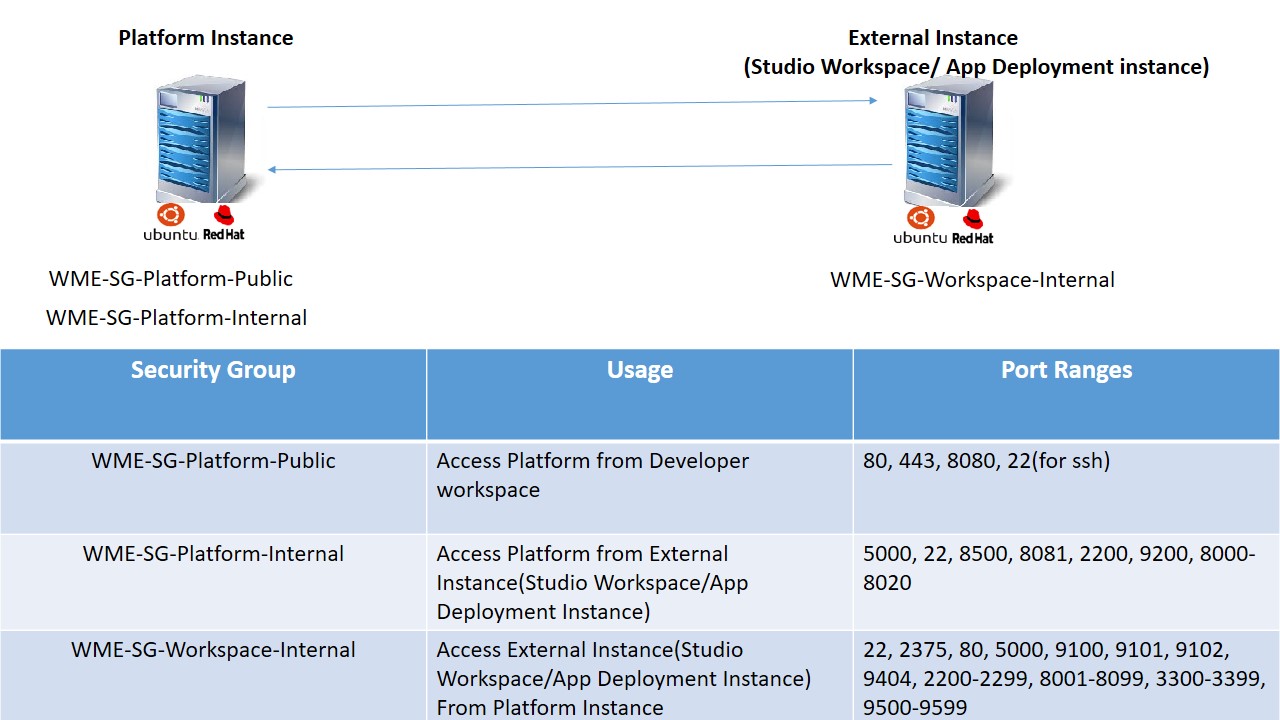 Platform Instance
External Instance
(Studio Workspace/ App Deployment instance)
ubuntu RedHat
ubuntu RedHat
WME-SG-Platform-Public
WME-SG-Workspace-Internal
WME-SG-Platform-Internal
Security Group
Usage
Port Ranges
WME-SG-Platform-Public
Access Platform from Developer
workspace
80, 443, 8080, 22(for ssh)
WME-SG-Platform-Internal
Access Platform from External
Instance(Studio Workspace/App
Deployment Instance)
5000, 22, 8500, 8081, 2200, 9200, 8000-
8020
WME-SG-Workspace-Internal
Access External Instance(Studio
Workspace/App Deployment Instance)
From Platform Instance
22, 2375, 80, 5000, 9100, 9101, 9102,
9404, 2200-2299, 8001-8099, 3300-3399,
9500-9599